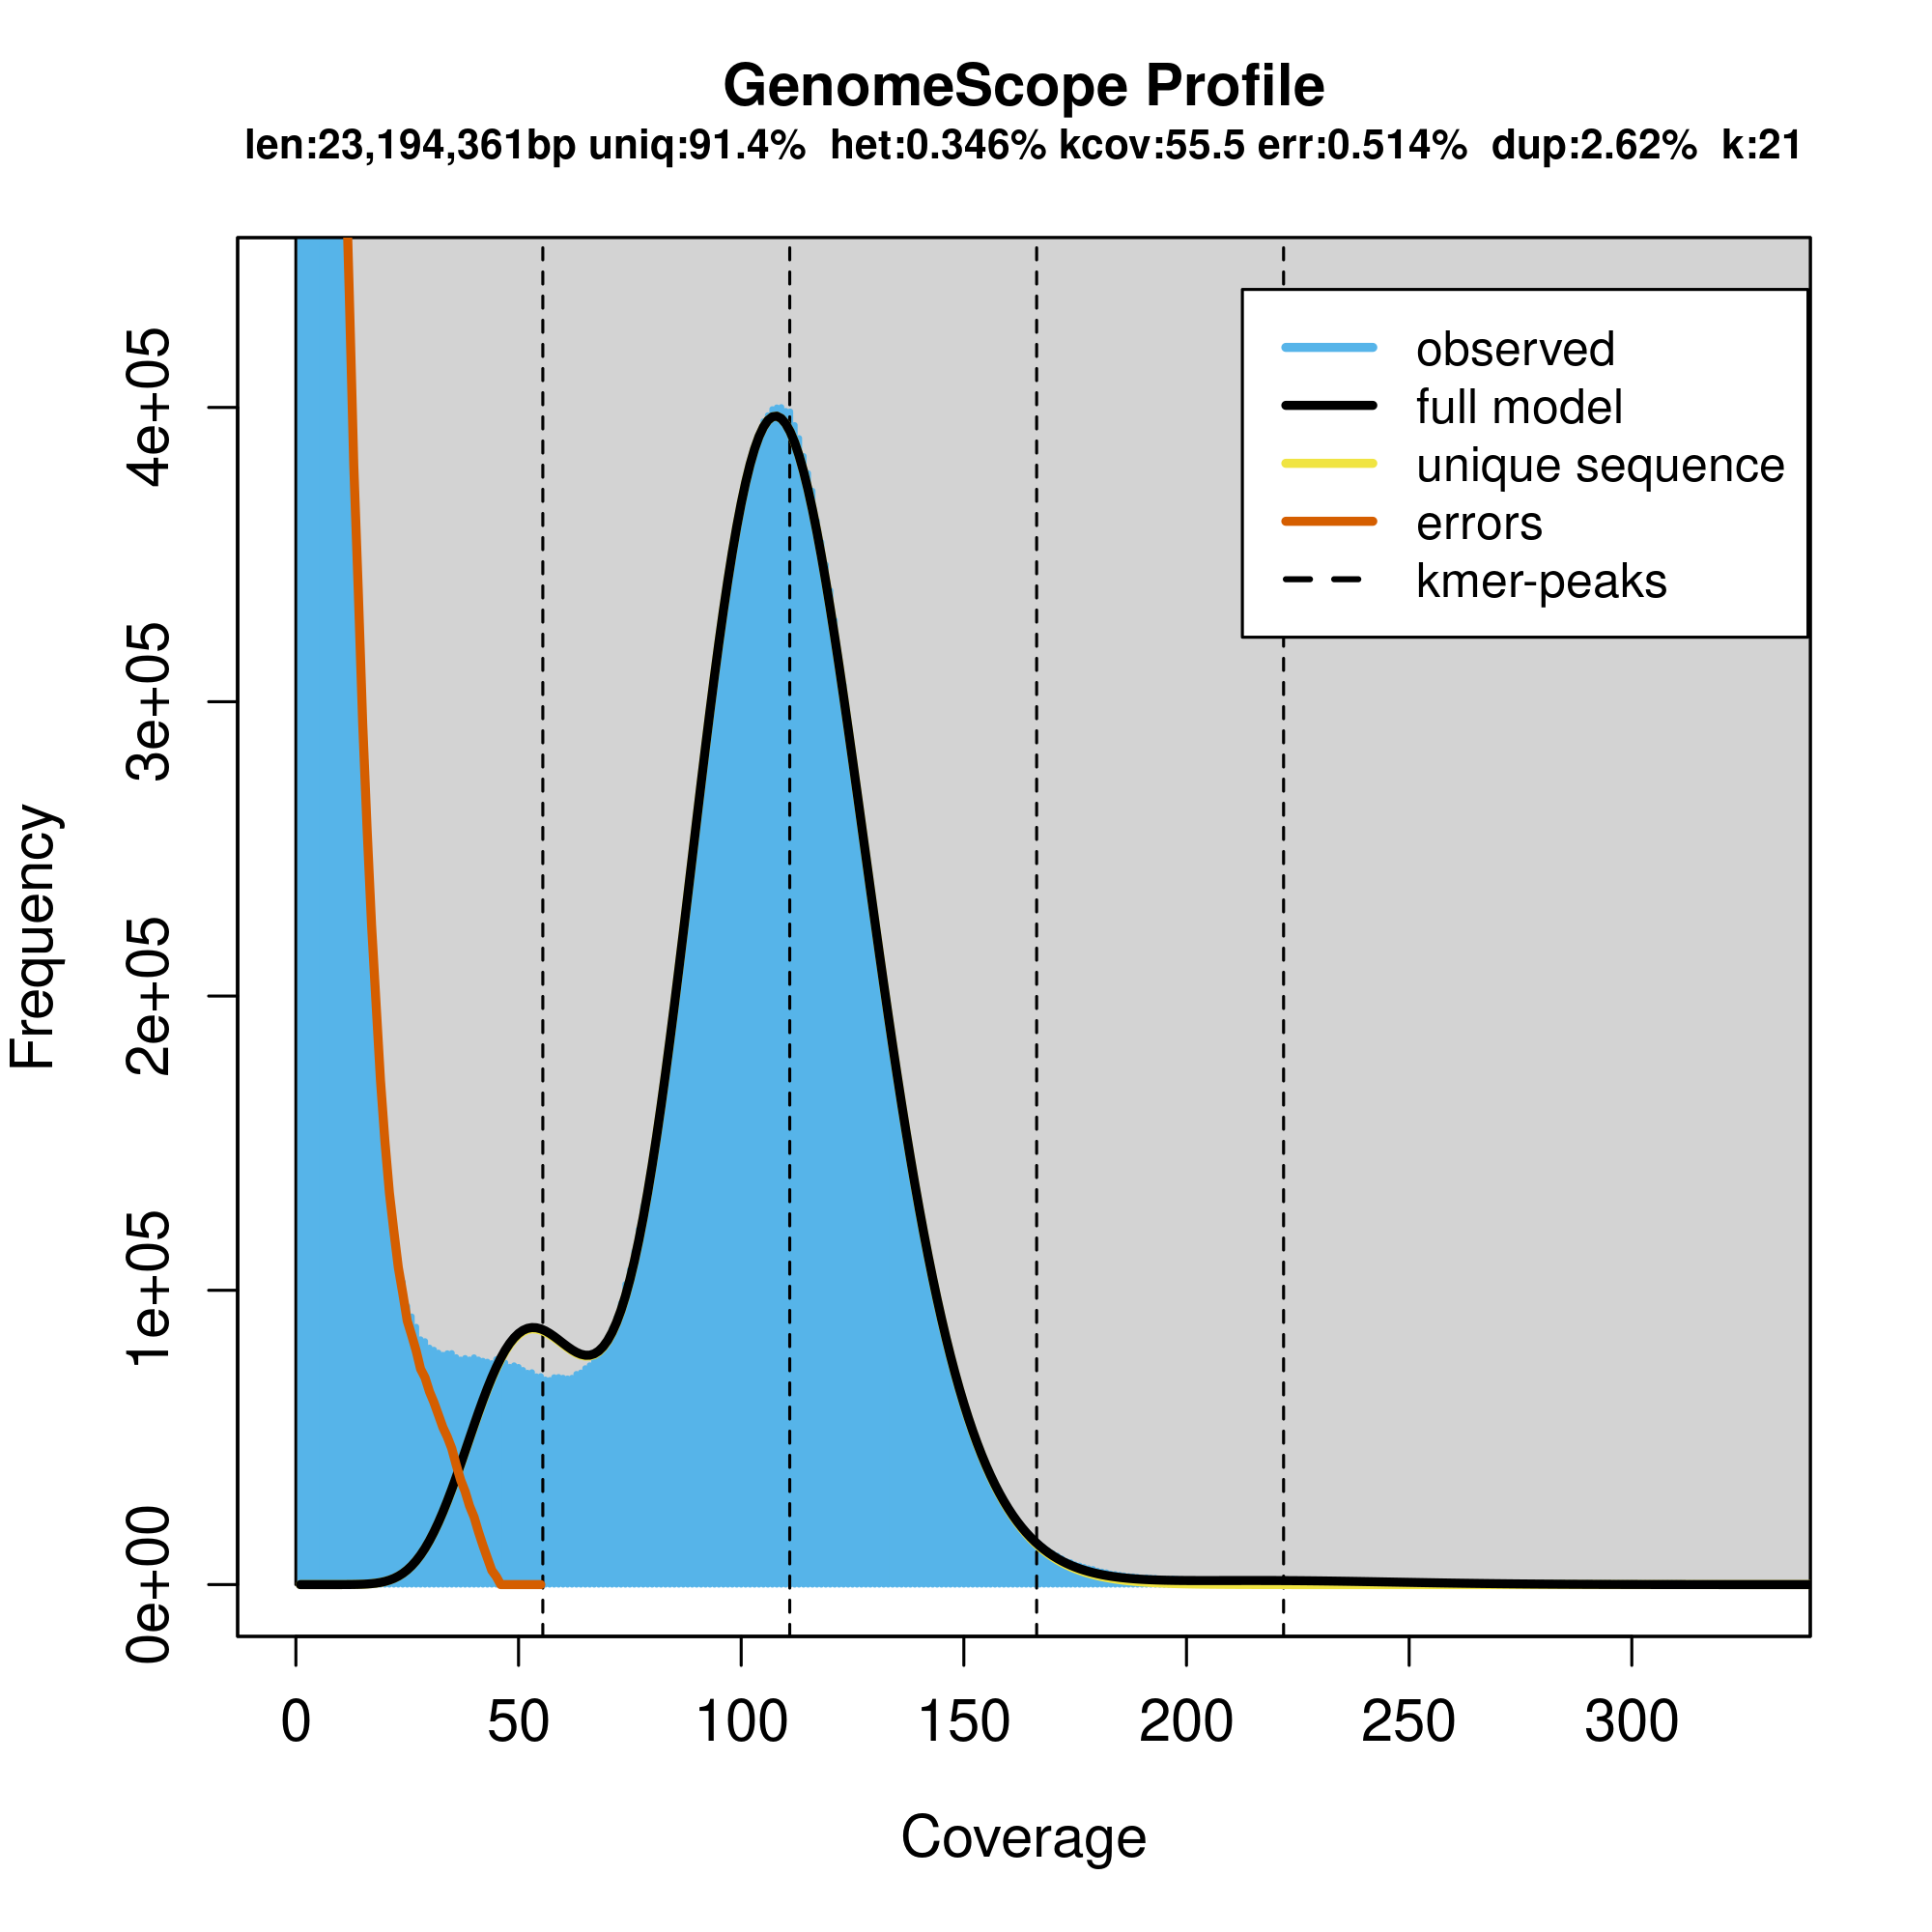 GenomeScope Profile
len:23,194,361bp uniq:91.4% het:0.346% kcov:55.5 err:0.514% dup:2.62% k:21
observed
full model
unique sequence
errors
kmer-peaks
Frequency
4e+05
3e+05
2e+05
1e+05
0e+00
0 50 100 150 200 250 300
Coverage